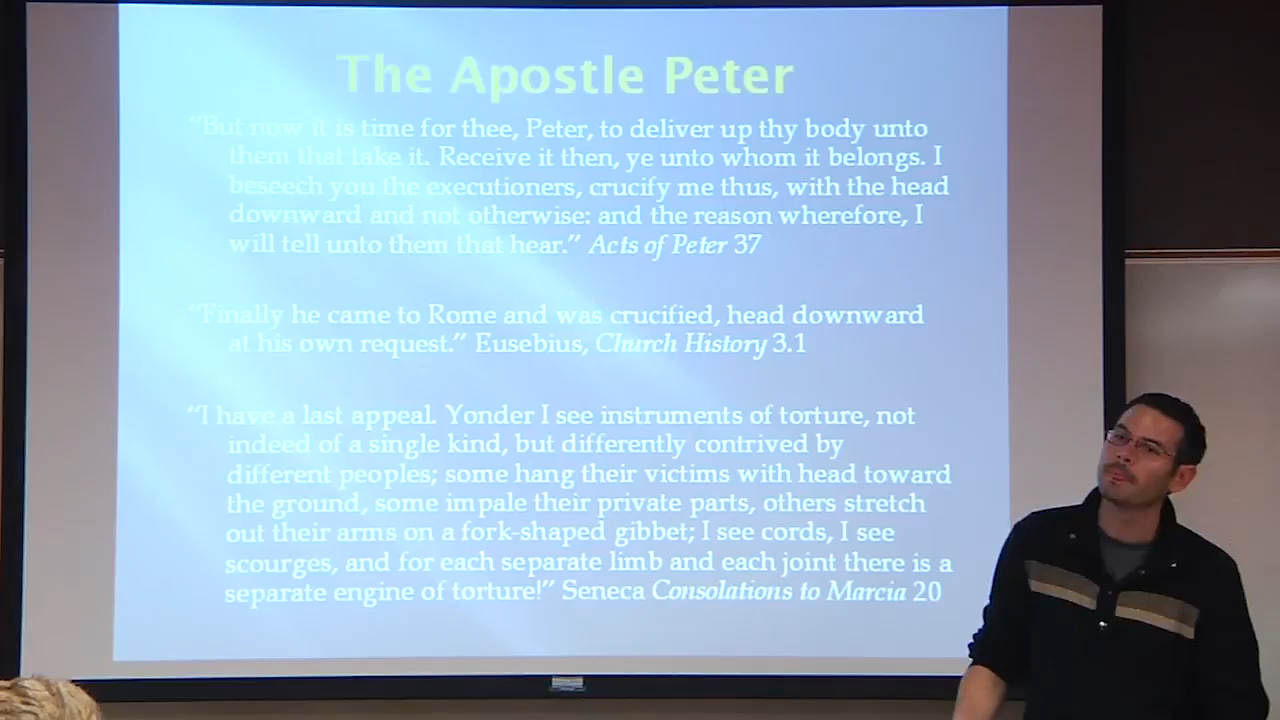 The Apostle Peter
“But now it is time for thee, Peter, to deliver up thy body unto
them that take it. Receive it then, ye unto whom it belongs. I
beseech you the executioners, crucify me thus, with the head
downward and not otherwise: and the reason wherefore, I
will tell unto them that hear.” Acts of Peter 37
“Finally he came to Rome and was crucified, head downward
at his own request.” Eusebius, Church History 3.1
“I have a last appeal. Yonder I see instruments of torture, not
indeed of a single kind, but differently contrived by
different peoples; some hang their victims with head toward
the ground, some impale their private parts, others stretch
out their arms on a fork-shaped gibbet; I see cords, I see
scourges, and for each separate limb and each joint there is a
separate engine of torture!” Seneca Consolations to Marcia 20